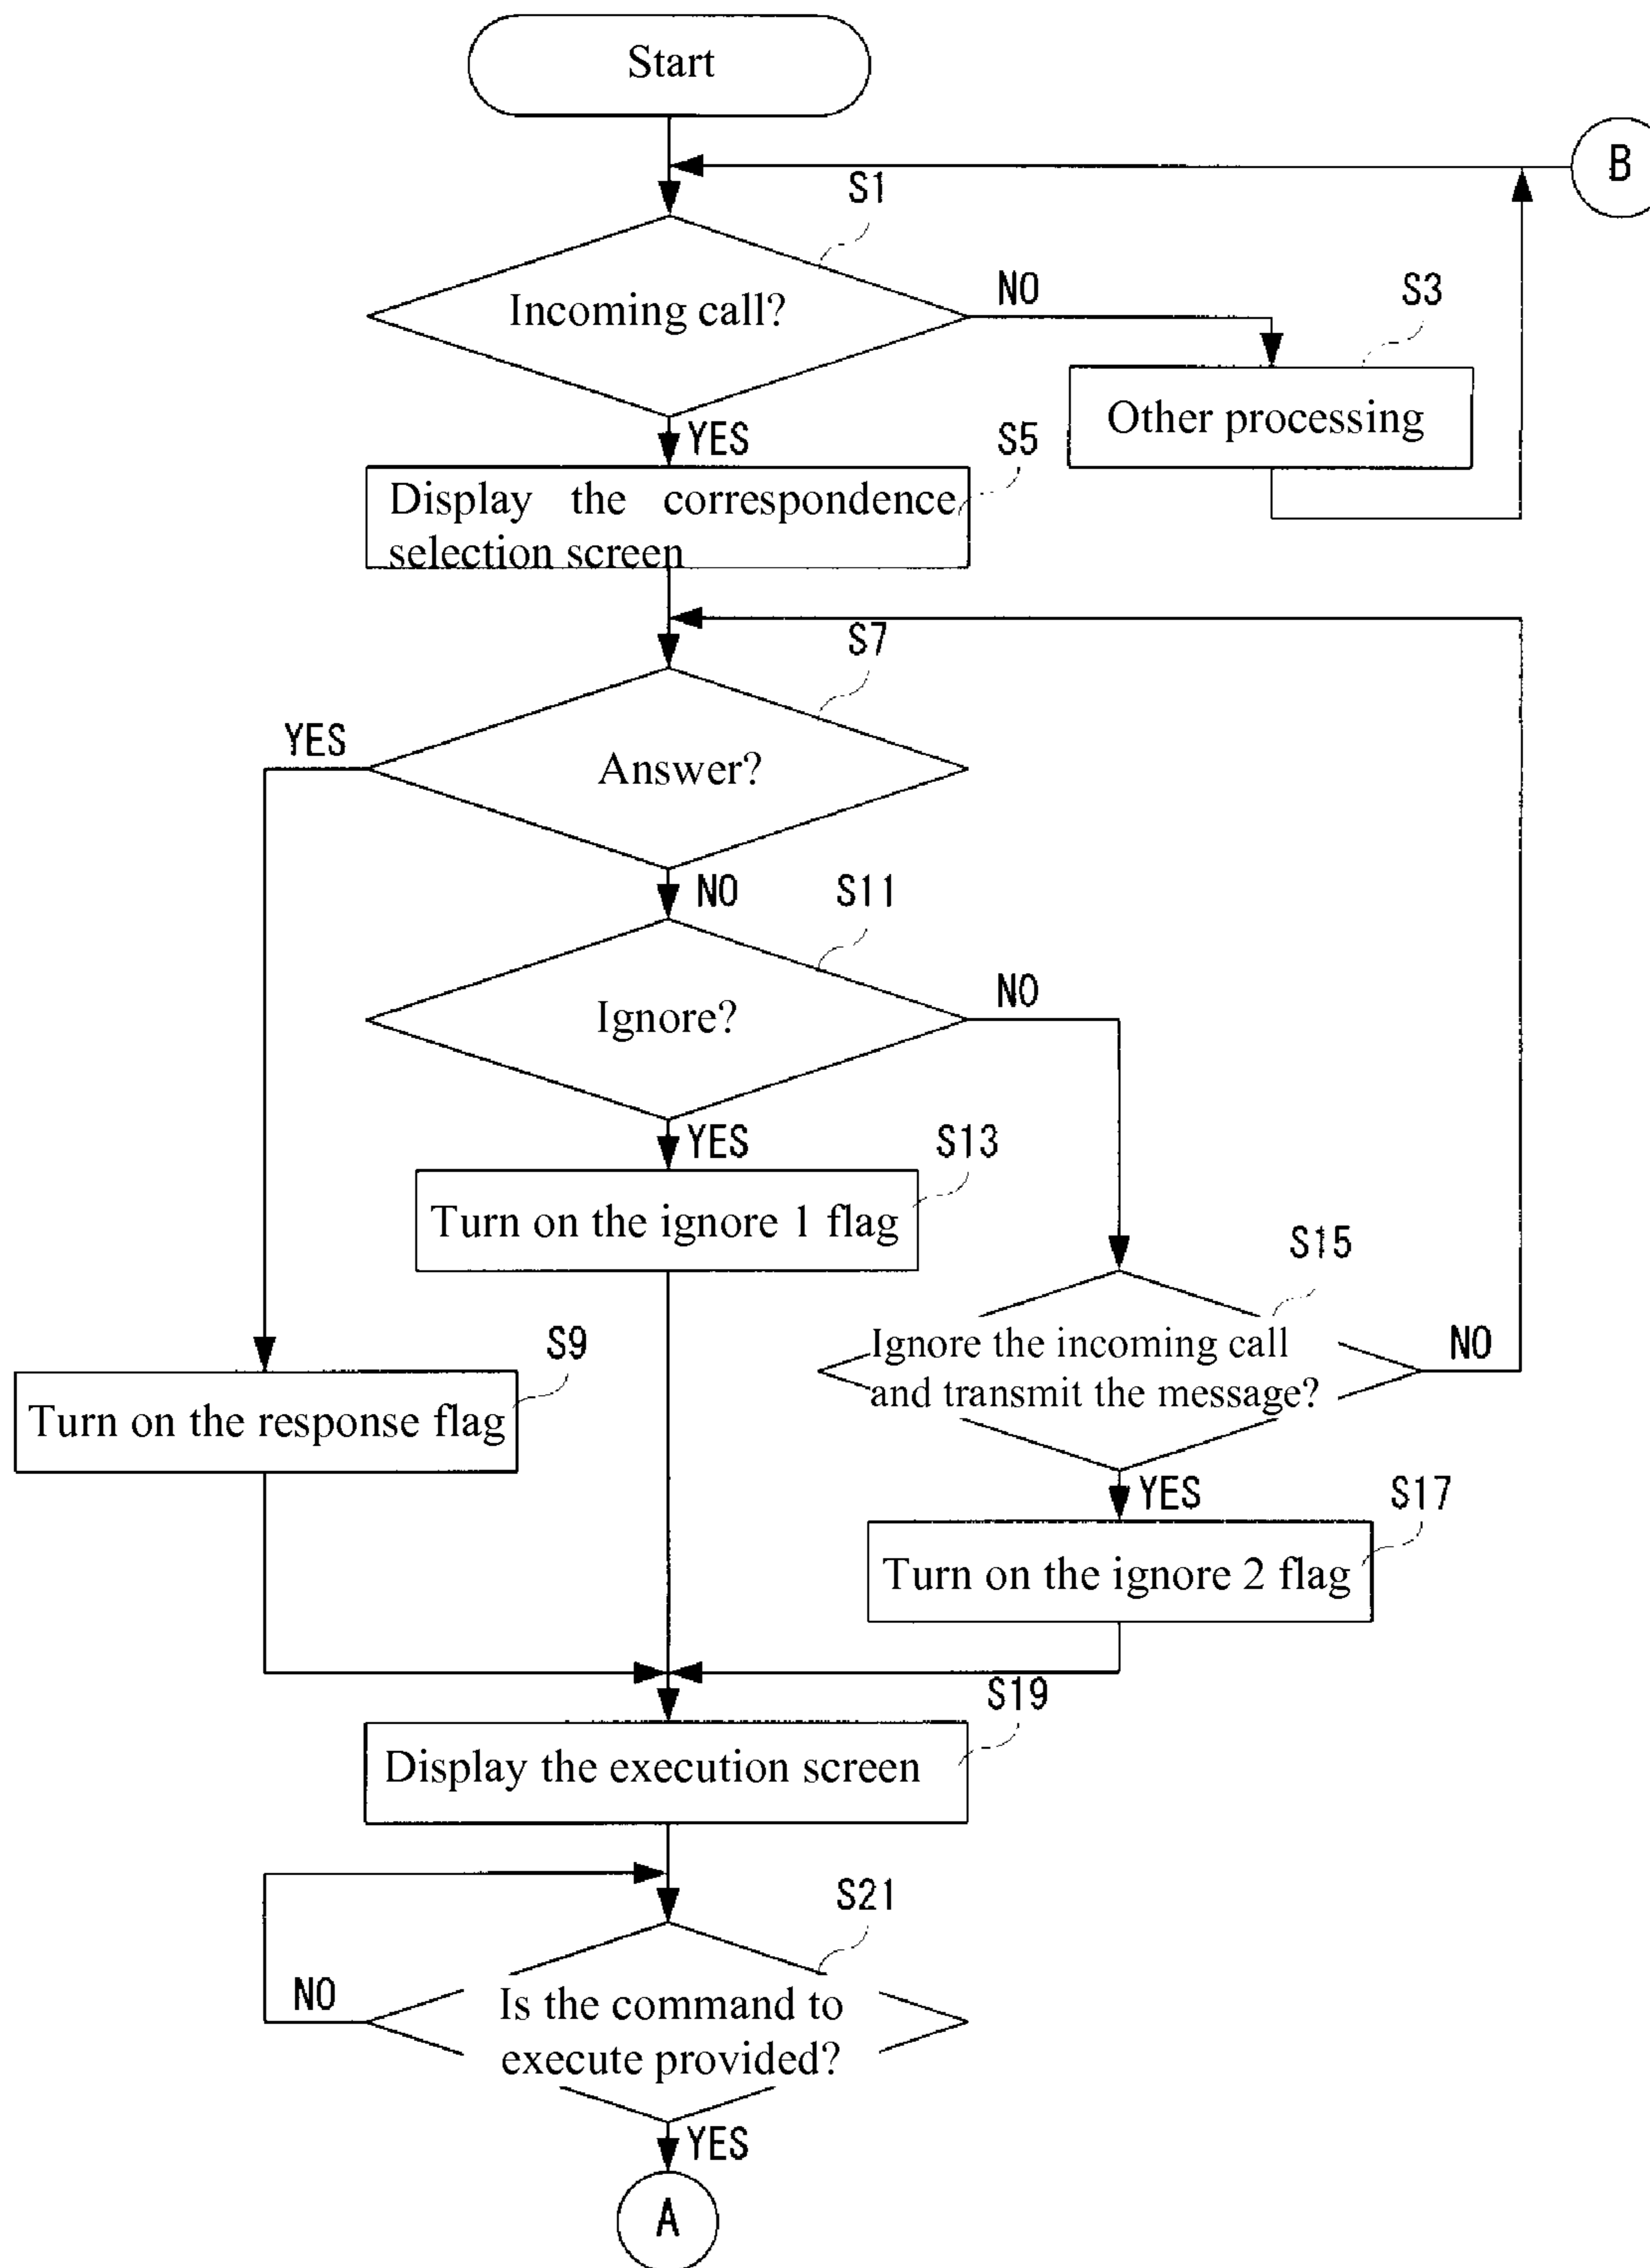 Start
B
S1
Incoming call?
NO
S3
Other processing
YES
S5
Display the correspondence
selection screen
S7
YES
Answer?
NO
S11
Ignore?
NO
YES
S13
Turn on the ignore 1 flag
S15
Ignore the incoming call
and transmit the message?
NO
S9
Turn on the response flag
YES
S17
Turn on the ignore 2 flag
S19
Display the execution screen
S21
NO
Is the command to
execute provided?
YES
A